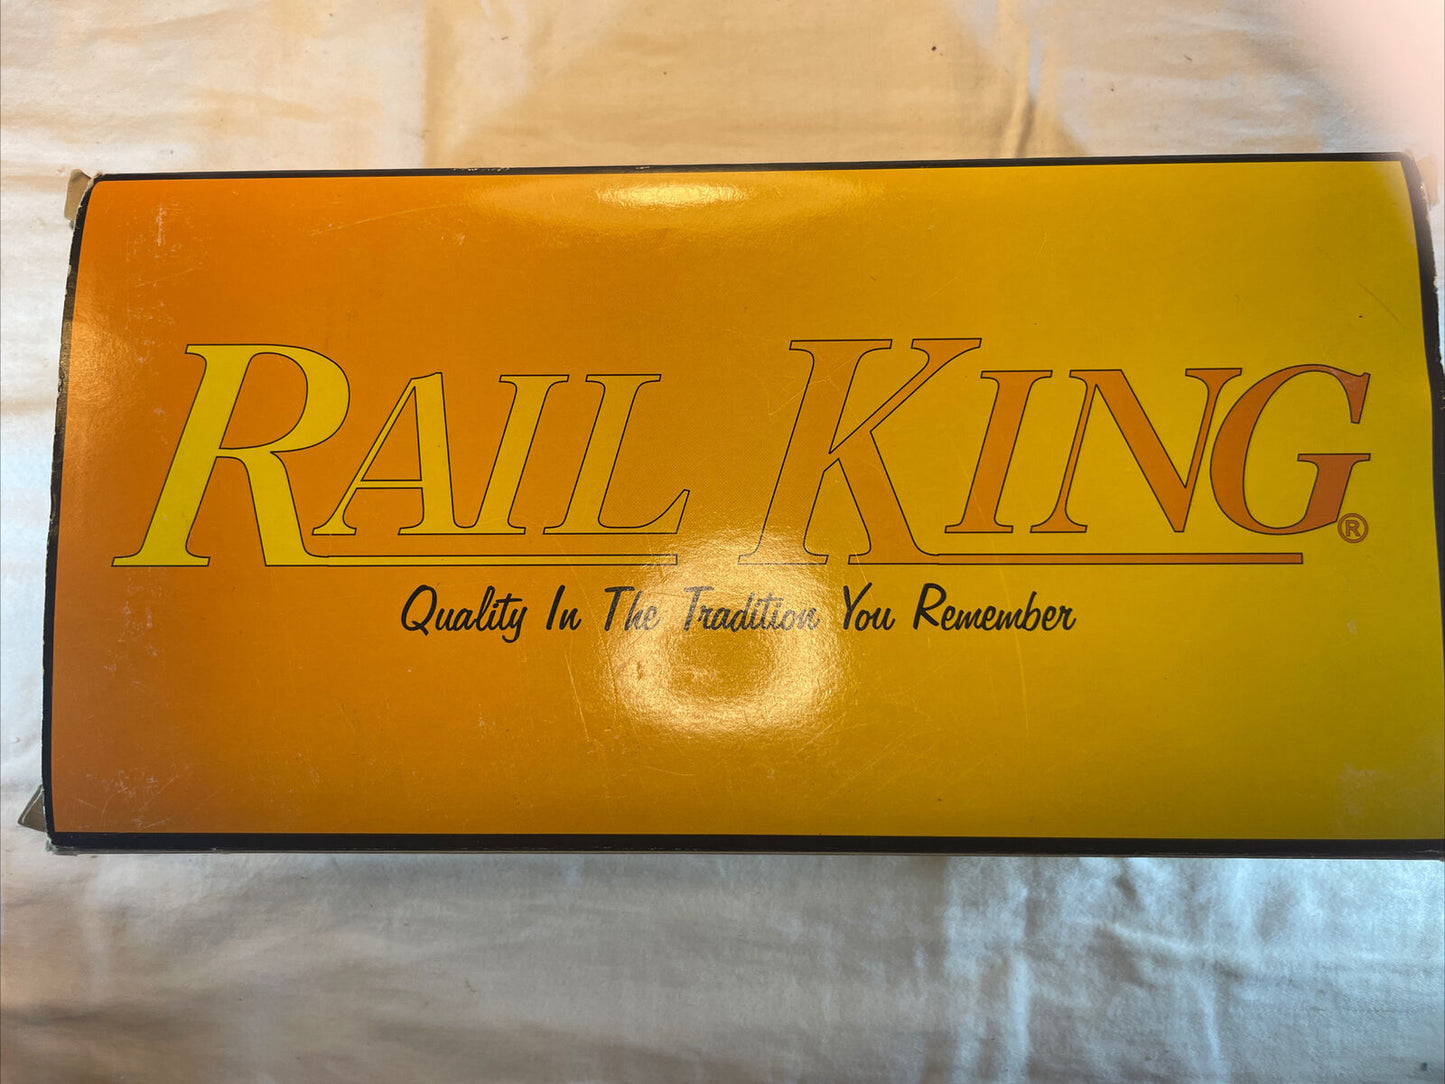 RAIL KING®
Quality In The Tradition You Remember